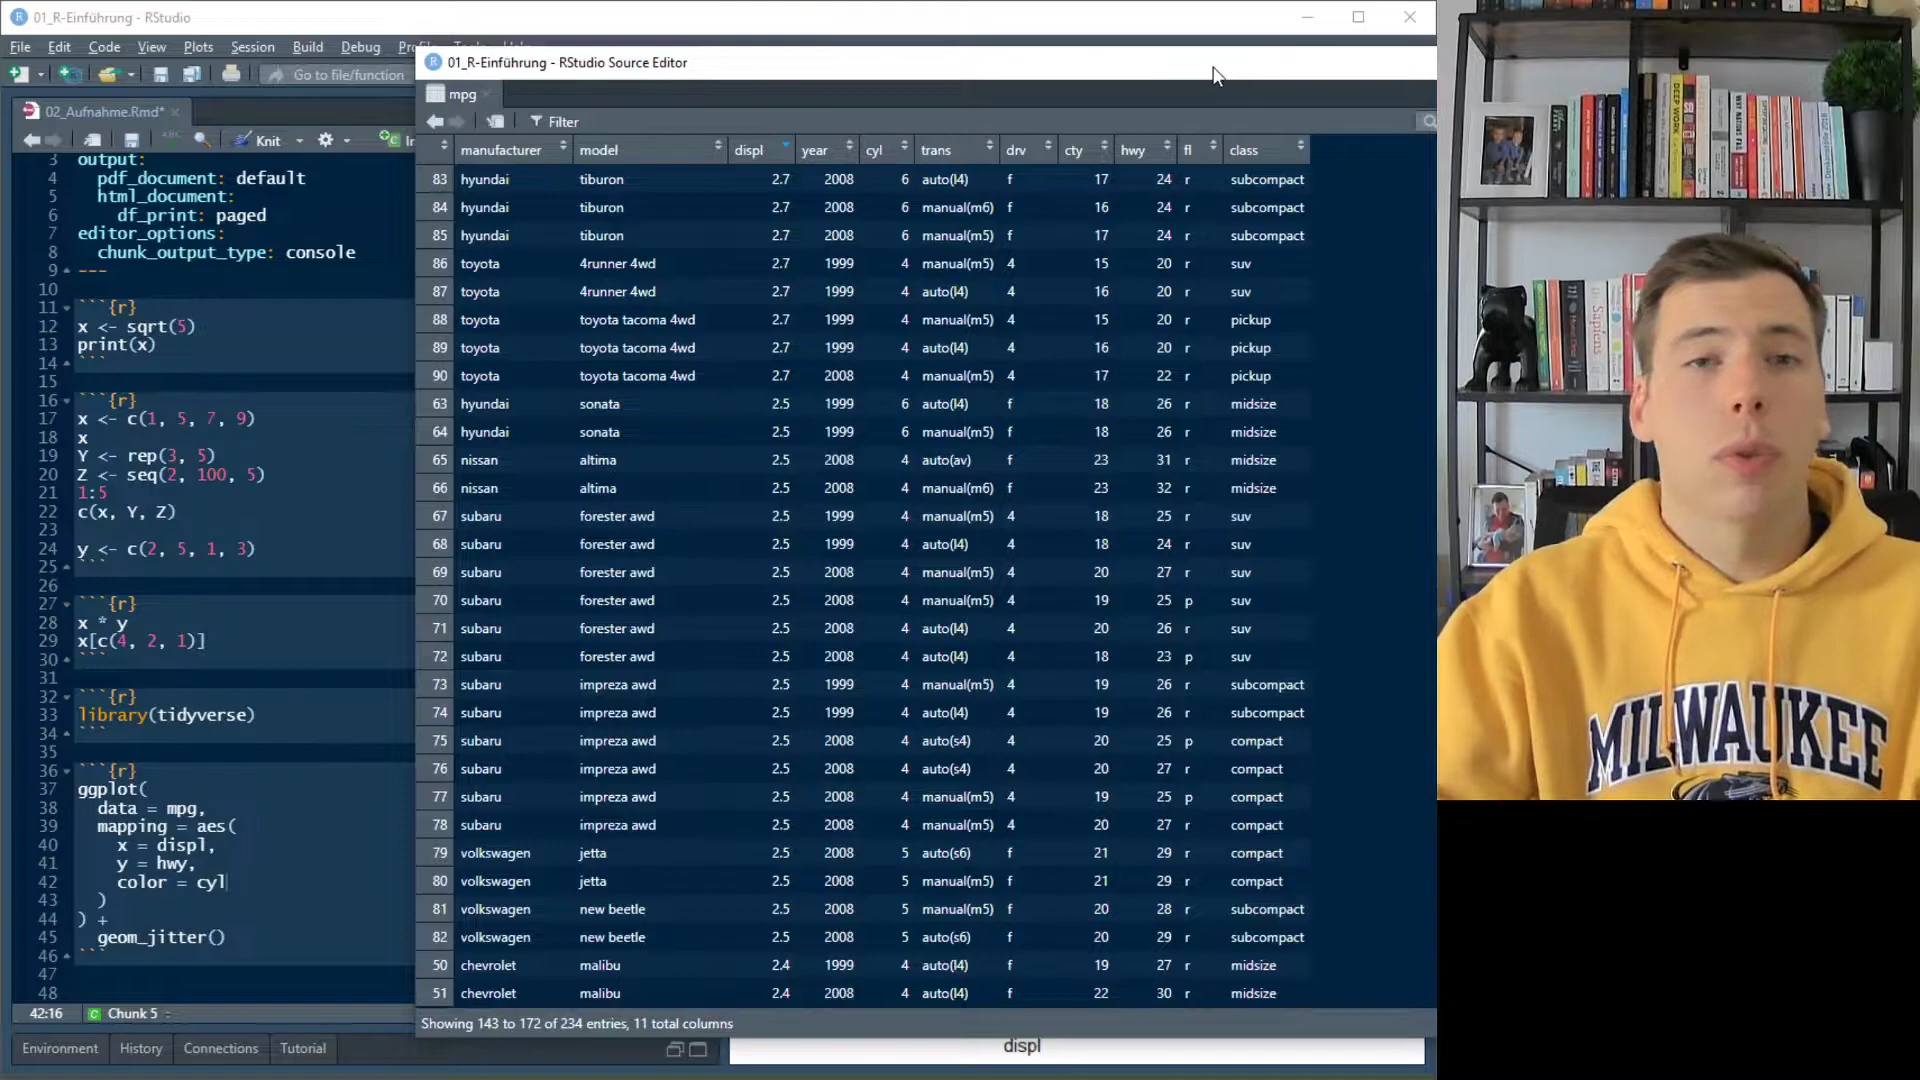 01_R-Einführung - RStudio
File Edit Code View Plots Session Build Debug
Go to file/function
02_Aufnahme.Rmd*
Knit
3 output:
4 pdf_document: default
5 html_document:
6 df_print: paged
7 editor_options:
8 chunk_output_type: console
9 ---
10
11 ```{r}
12 x <- sqrt(5)
13 print(x)
14 ```
15
16 ```{r}
17 x <- c(1, 5, 7, 9)
18 x
19 Y <- rep(3, 5)
20 Z <- seq(2, 100, 5)
21 1:5
22 c(x, Y, Z)
23
24 y <- c(2, 5, 1, 3)
25 ```
26
27 ```{r}
28 x * y
29 x[c(4, 2, 1)]
30 ```
31
32 ```{r}
33 library(tidyverse)
34 ```
35
36 ```{r}
37 ggplot(
38 data = mpg,
39 mapping = aes(
40 x = displ,
41 y = hwy,
42 color = cyl
43 )
44 ) +
45 geom_jitter()
46 ```
47
48
42:16 Chunk 5
Environment History Connections Tutorial
01_R-Einführung - RStudio Source Editor
mpg
Filter
manufacturer model displ year cyl trans drv cty hwy fl class
83 hyundai tiburon 2.7 2008 6 auto(l4) f 17 24 r subcompact
84 hyundai tiburon 2.7 2008 6 manual(m6) f 16 24 r subcompact
85 hyundai tiburon 2.7 2008 6 manual(m5) f 17 24 r subcompact
86 toyota 4runner 4wd 2.7 1999 4 manual(m5) 4 15 20 r suv
87 toyota 4runner 4wd 2.7 1999 4 auto(l4) 4 16 20 r suv
88 toyota toyota tacoma 4wd 2.7 1999 4 manual(m5) 4 15 20 r pickup
89 toyota toyota tacoma 4wd 2.7 1999 4 auto(l4) 4 16 20 r pickup
90 toyota toyota tacoma 4wd 2.7 2008 4 manual(m5) 4 17 22 r pickup
63 hyundai sonata 2.5 1999 6 auto(l4) f 18 26 r midsize
64 hyundai sonata 2.5 1999 6 manual(m5) f 18 26 r midsize
65 nissan altima 2.5 2008 4 auto(av) f 23 31 r midsize
66 nissan altima 2.5 2008 4 manual(m6) f 23 32 r midsize
67 subaru forester awd 2.5 1999 4 manual(m5) 4 18 25 r suv
68 subaru forester awd 2.5 1999 4 auto(l4) 4 18 24 r suv
69 subaru forester awd 2.5 2008 4 manual(m5) 4 20 27 r suv
70 subaru forester awd 2.5 2008 4 manual(m5) 4 19 25 p suv
71 subaru forester awd 2.5 2008 4 auto(l4) 4 20 26 r suv
72 subaru forester awd 2.5 2008 4 auto(l4) 4 18 23 p suv
73 subaru impreza awd 2.5 1999 4 manual(m5) 4 19 26 r subcompact
74 subaru impreza awd 2.5 1999 4 auto(l4) 4 19 26 r subcompact
75 subaru impreza awd 2.5 2008 4 auto(s4) 4 20 25 p compact
76 subaru impreza awd 2.5 2008 4 auto(s4) 4 20 27 r compact
77 subaru impreza awd 2.5 2008 4 manual(m5) 4 19 25 p compact
78 subaru impreza awd 2.5 2008 4 manual(m5) 4 20 27 r compact
79 volkswagen jetta 2.5 2008 5 auto(s6) f 21 29 r compact
80 volkswagen jetta 2.5 2008 5 manual(m5) f 21 29 r compact
81 volkswagen new beetle 2.5 2008 5 manual(m5) f 20 28 r subcompact
82 volkswagen new beetle 2.5 2008 5 auto(s6) f 20 29 r subcompact
50 chevrolet malibu 2.4 1999 4 auto(l4) f 19 27 r midsize
51 chevrolet malibu 2.4 2008 4 auto(l4) f 22 30 r midsize
Showing 143 to 172 of 234 entries, 11 total columns
displ
DEEP WORK
Sapiens
MILWAUKEE